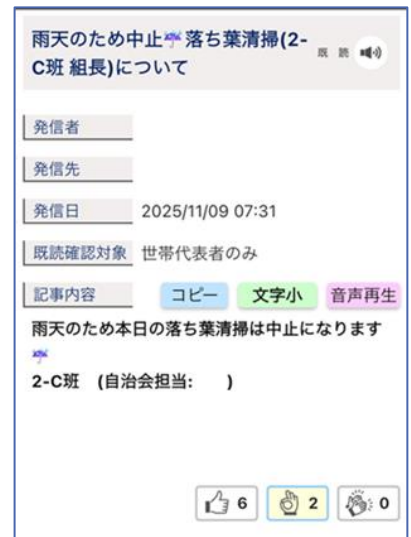 雨天のため中止☔落ち葉清掃(2-
C班 組長)について
既 読
発信者
発信先
発信日 2025/11/09 07:31
既読確認対象 世帯代表者のみ
記事内容 コピー 文字小 音声再生
雨天のため本日の落ち葉清掃は中止になります
☔
2-C班 (自治会担当: )
6 2 0